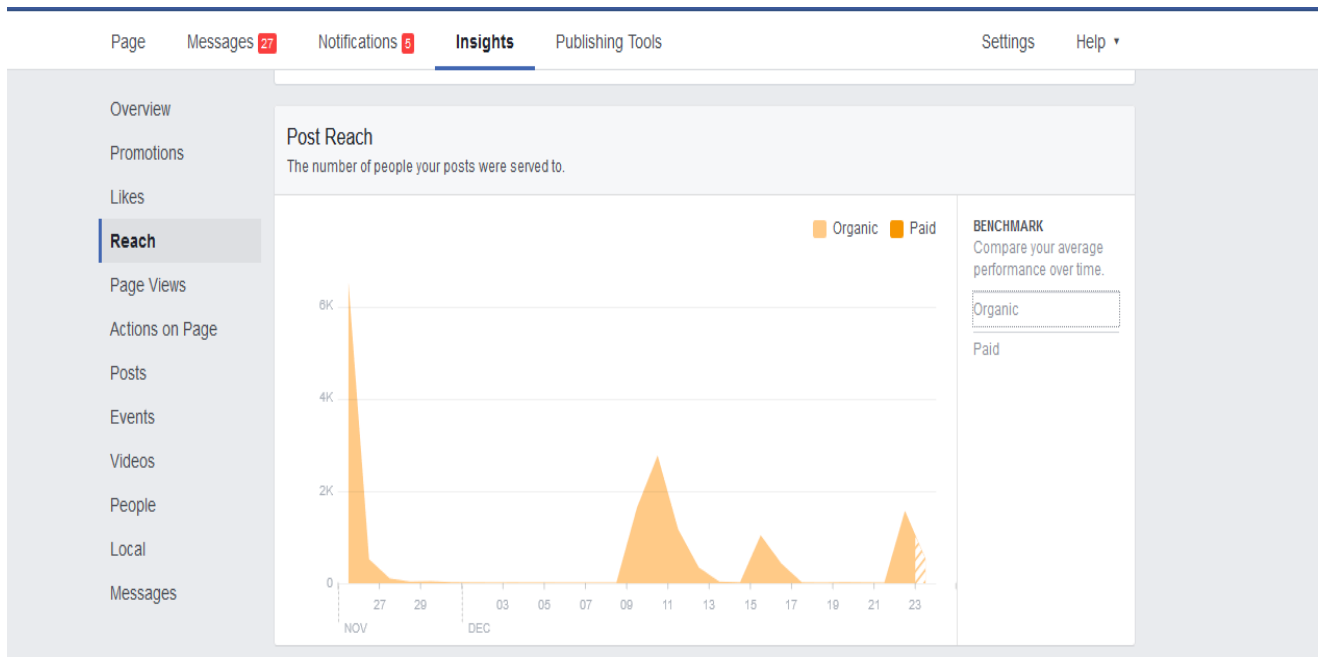 Page Messages 27 Notifications 5 Insights Publishing Tools Settings Help
Overview
Promotions
Likes
Reach
Page Views
Actions on Page
Posts
Events
Videos
People
Local
Messages
Post Reach
The number of people your posts were served to.
Organic Paid
6K
4K
2K
0
27 29 03 05 07 09 11 13 15 17 19 21 23
NOV DEC
BENCHMARK
Compare your average
performance over time.
Organic
Paid